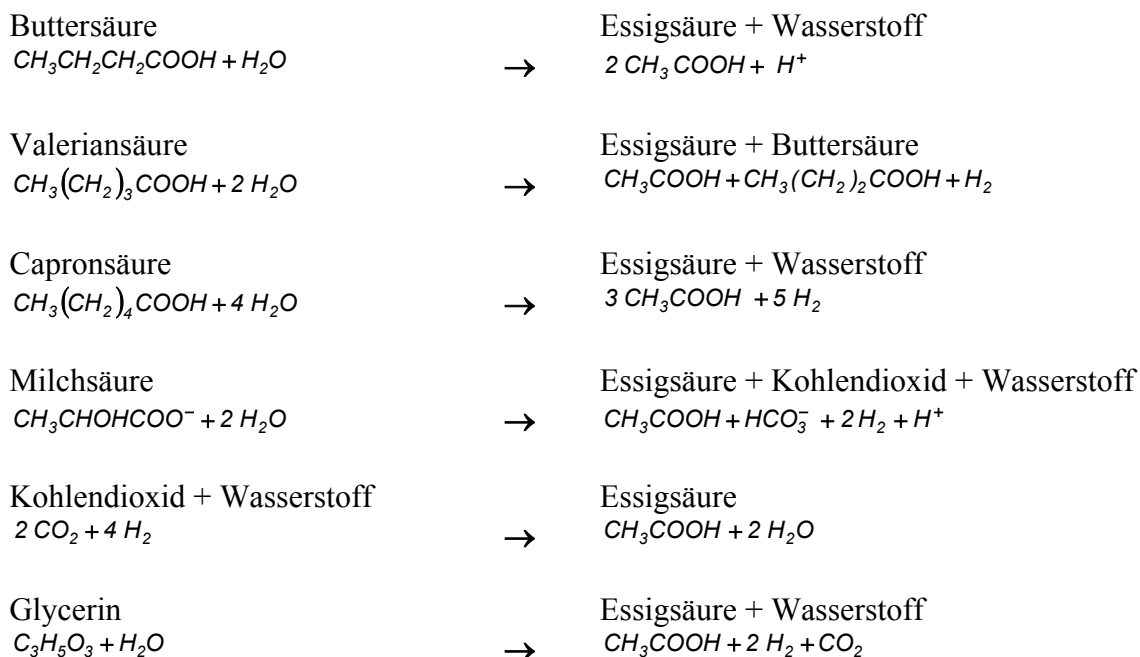 Buttersäure Essigsäure + Wasserstoff
CH₃CH₂CH₂COOH + H₂O → 2 CH₃COOH + H⁺
Valeriansäure Essigsäure + Buttersäure
CH₃(CH₂)₃COOH + 2 H₂O → CH₃COOH + CH₃(CH₂)₂COOH + H₂
Capronsäure Essigsäure + Wasserstoff
CH₃(CH₂)₄COOH + 4 H₂O → 3 CH₃COOH + 5 H₂
Milchsäure Essigsäure + Kohlendioxid + Wasserstoff
CH₃CHOHCOO⁻ + 2 H₂O → CH₃COOH + HCO₃⁻ + 2 H₂ + H⁺
Kohlendioxid + Wasserstoff Essigsäure
2 CO₂ + 4 H₂ → CH₃COOH + 2 H₂O
Glycerin Essigsäure + Wasserstoff
C₃H₅O₃ + H₂O → CH₃COOH + 2 H₂ + CO₂